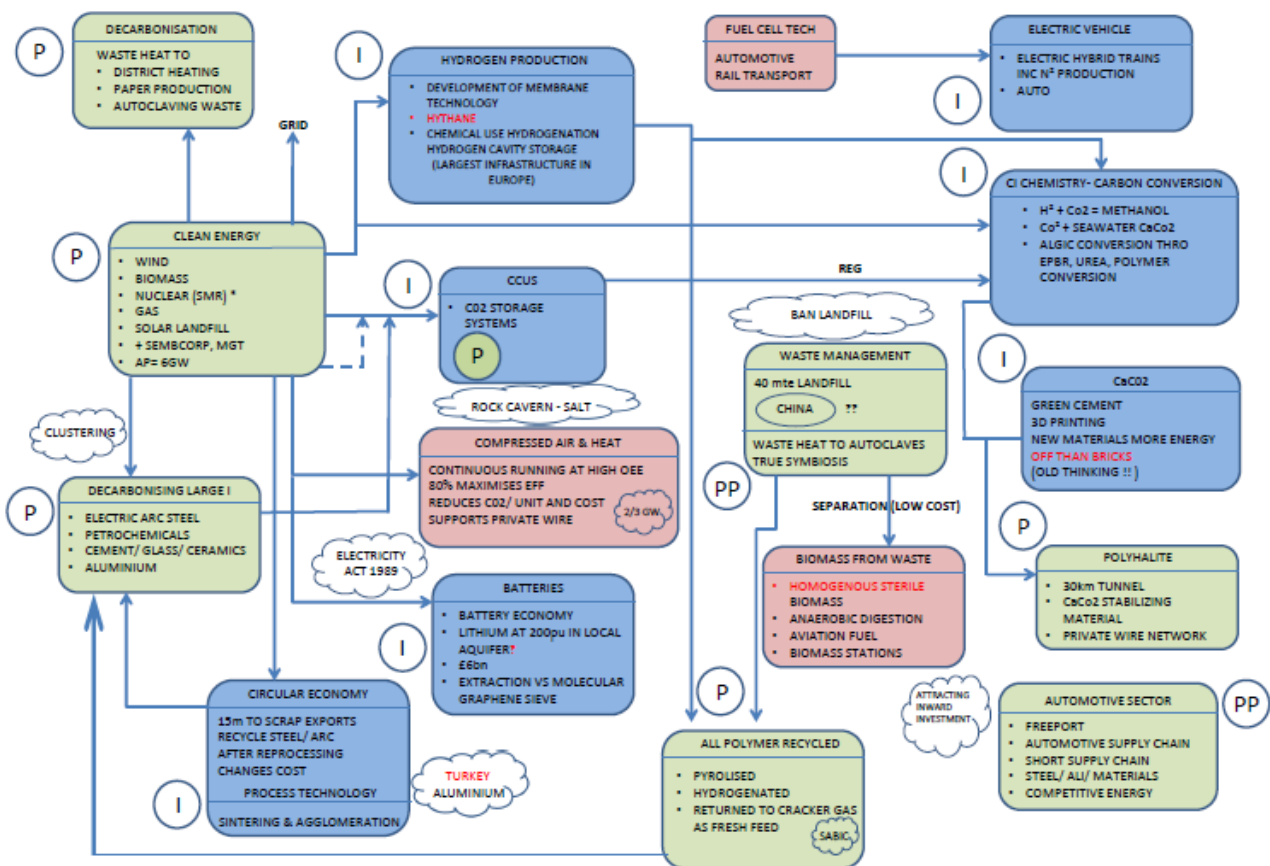 P
DECARBONISATION
WASTE HEAT TO
• DISTRICT HEATING
• PAPER PRODUCTION
• AUTOCLAVING WASTE
GRID
I
HYDROGEN PRODUCTION
• DEVELOPMENT OF MEMBRANE
TECHNOLOGY
• HYTHANE
• CHEMICAL USE HYDROGENATION
HYDROGEN CAVITY STORAGE
(LARGEST INFRASTRUCTURE IN
EUROPE)
FUEL CELL TECH
AUTOMOTIVE
RAIL TRANSPORT
ELECTRIC VEHICLE
• ELECTRIC HYBRID TRAINS
INC N² PRODUCTION
• AUTO
I
I
CI CHEMISTRY- CARBON CONVERSION
• H² + Co2 = METHANOL
• Co² + SEAWATER CaCo2
• ALGIC CONVERSION THRO
EPBR, UREA, POLYMER
CONVERSION
P
CLEAN ENERGY
• WIND
• BIOMASS
• NUCLEAR (SMR) *
• GAS
• SOLAR LANDFILL
• + SEMBCORP, MGT
• AP= 6GW
I
CCUS
• C02 STORAGE
SYSTEMS
P
REG
ROCK CAVERN - SALT
BAN LANDFILL
WASTE MANAGEMENT
40 mte LANDFILL
CHINA ??
WASTE HEAT TO AUTOCLAVES
TRUE SYMBIOSIS
PP
SEPARATION (LOW COST)
I
CaC02
GREEN CEMENT
3D PRINTING
NEW MATERIALS MORE ENERGY
OFF THAN BRICKS
(OLD THINKING !! )
CLUSTERING
COMPRESSED AIR & HEAT
CONTINUOUS RUNNING AT HIGH OEE
80% MAXIMISES EFF
REDUCES C02/ UNIT AND COST
SUPPORTS PRIVATE WIRE
2/3 GW
P
DECARBONISING LARGE I
• ELECTRIC ARC STEEL
• PETROCHEMICALS
• CEMENT/ GLASS/ CERAMICS
• ALUMINIUM
ELECTRICITY
ACT 1989
BATTERIES
• BATTERY ECONOMY
• LITHIUM AT 200pu IN LOCAL
AQUIFER?
• £6bn
• EXTRACTION VS MOLECULAR
GRAPHENE SIEVE
I
BIOMASS FROM WASTE
• HOMOGENOUS STERILE
BIOMASS
• ANAEROBIC DIGESTION
• AVIATION FUEL
• BIOMASS STATIONS
P
POLYHALITE
• 30km TUNNEL
• CaCo2 STABILIZING
MATERIAL
• PRIVATE WIRE NETWORK
CIRCULAR ECONOMY
15m TO SCRAP EXPORTS
RECYCLE STEEL/ ARC
AFTER REPROCESSING
CHANGES COST
PROCESS TECHNOLOGY
SINTERING & AGGLOMERATION
I
TURKEY
ALUMINIUM
P
ALL POLYMER RECYCLED
• PYROLISED
• HYDROGENATED
• RETURNED TO CRACKER GAS
AS FRESH FEED
SABIC
ATTRACTING
INWARD
INVESTMENT
AUTOMOTIVE SECTOR
• FREEPORT
• AUTOMOTIVE SUPPLY CHAIN
• SHORT SUPPLY CHAIN
• STEEL/ ALI/ MATERIALS
• COMPETITIVE ENERGY
PP